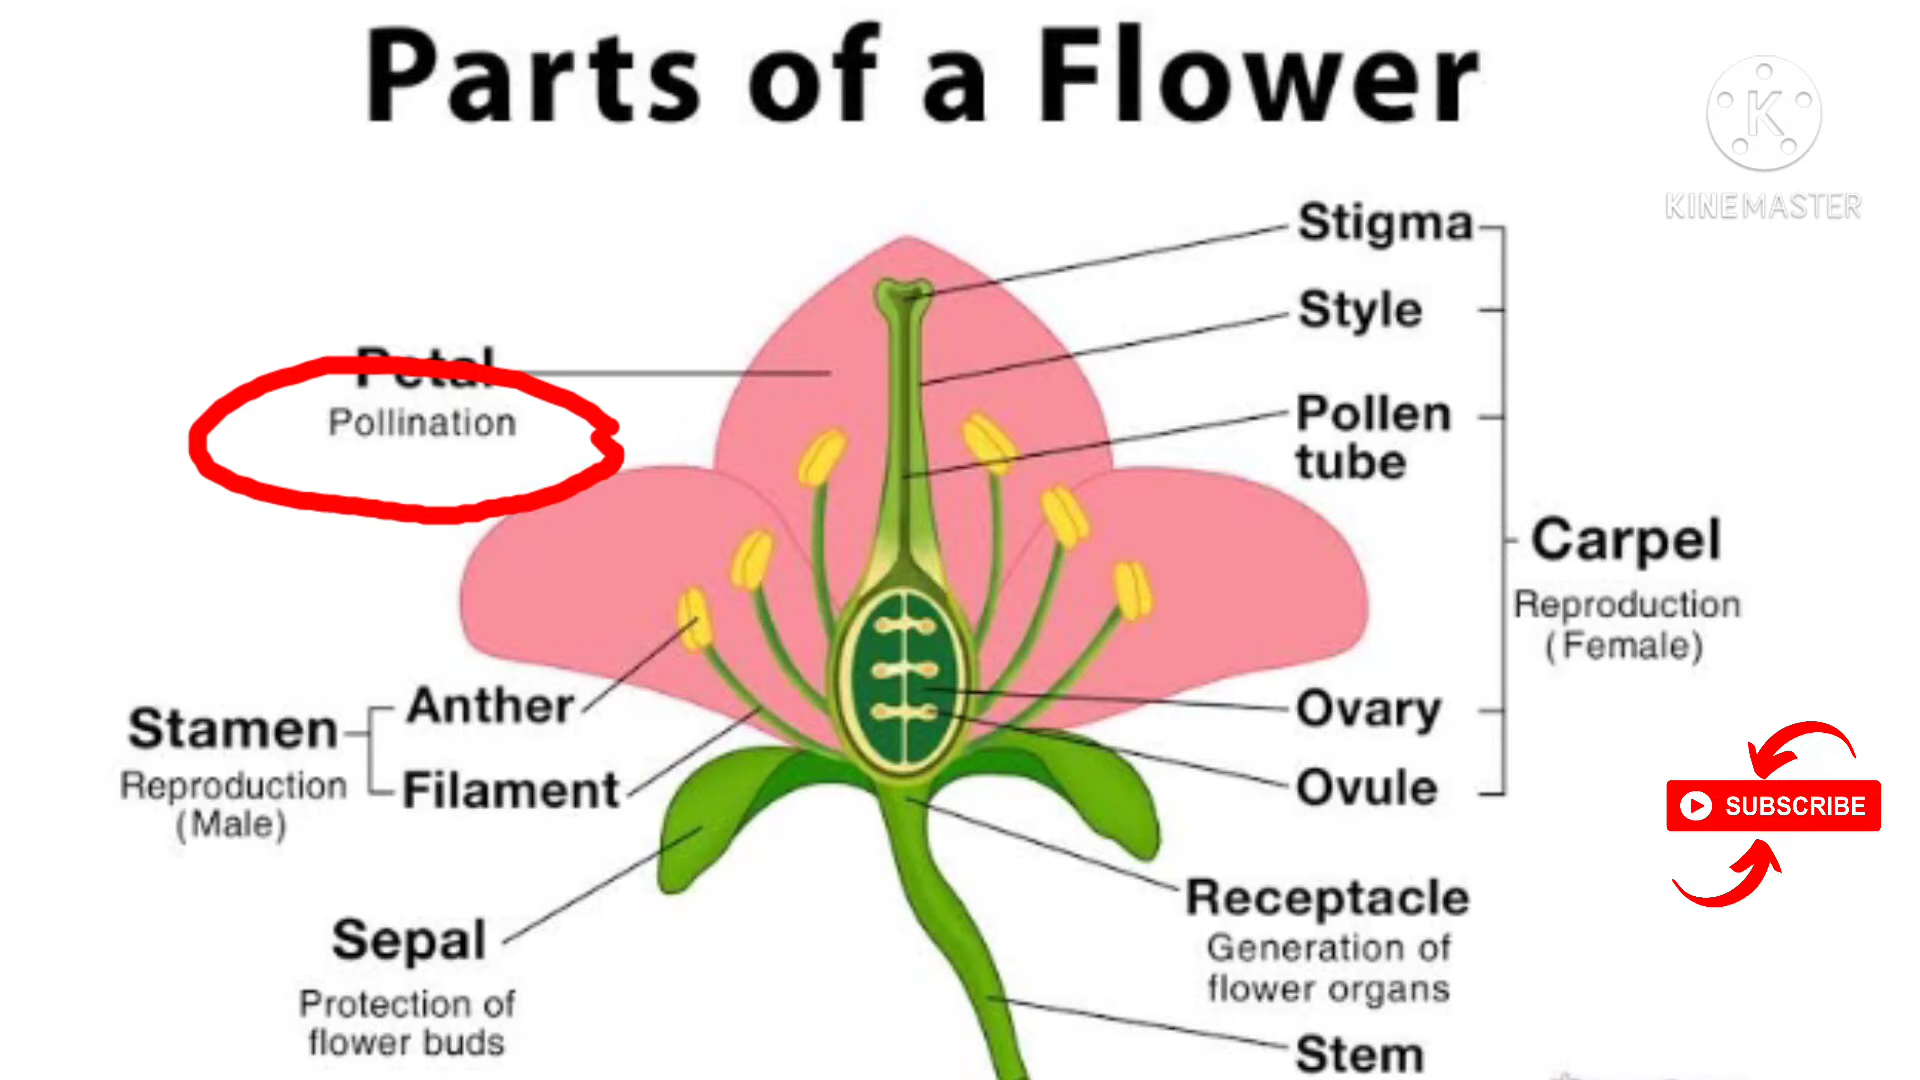 Parts of a Flower
K
KINEMASTER
Stigma
Style
Petal
Pollination
Pollen
tube
Carpel
Reproduction
(Female)
Anther
Stamen
Reproduction
(Male)
Filament
Ovary
Ovule
SUBSCRIBE
Sepal
Protection of
flower buds
Receptacle
Generation of
flower organs
Stem